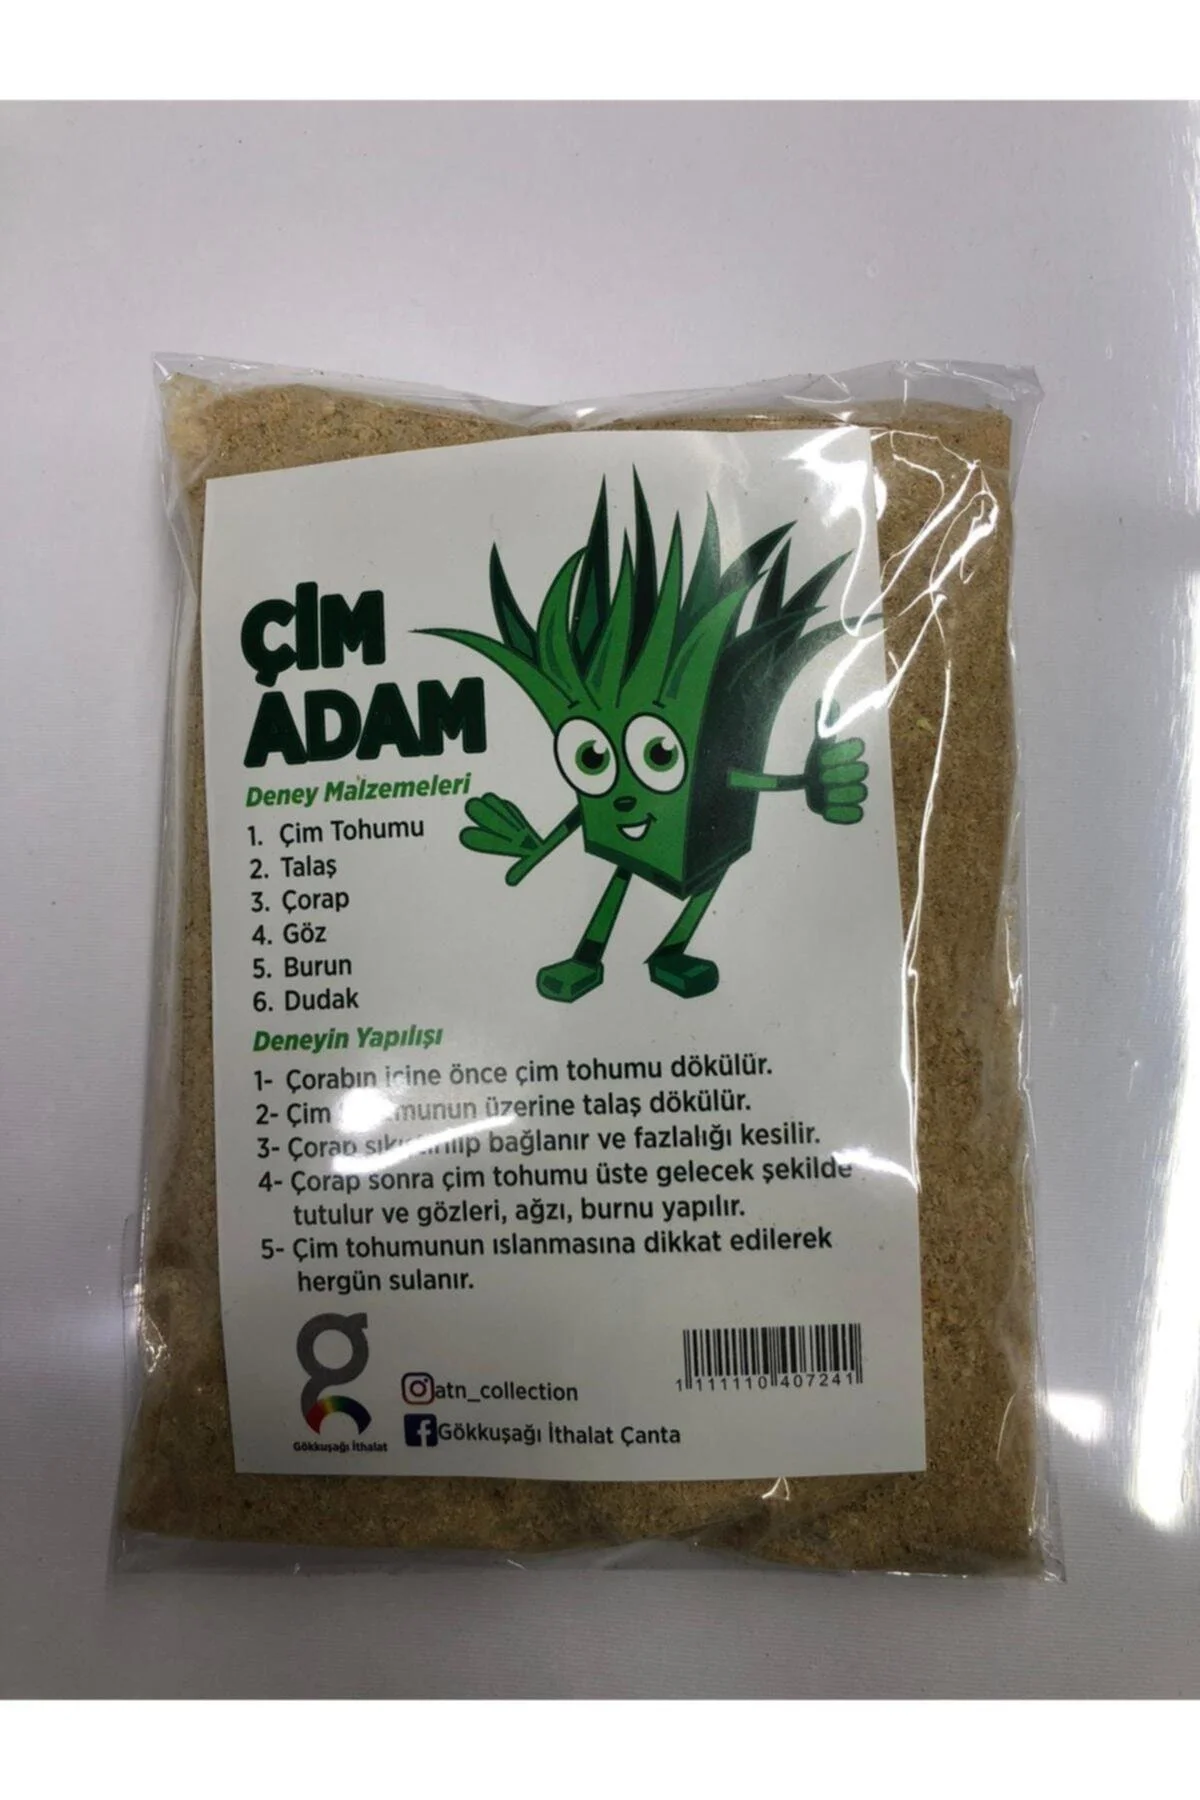 ÇİM
ADAM
Deney Malzemeleri
1. Çim Tohumu
2. Talaş
3. Çorap
4. Göz
5. Burun
6. Dudak
Deneyin Yapılışı
1- Çorabın içine önce çim tohumu dökülür.
2- Çim üzerine talaş dökülür.
3- Çorap bağlanır ve fazlalığı kesilir.
4- Çorap sonra çim tohumu üste gelecek şekilde
tutulur ve gözleri, ağzı, burnu yapılır.
5- Çim tohumunun ıslanmasına dikkat edilerek
hergün sulanır.
atn_collection
Gökkuşağı İthalat Çanta
Gökkuşağı İthalat
1 111110 407241